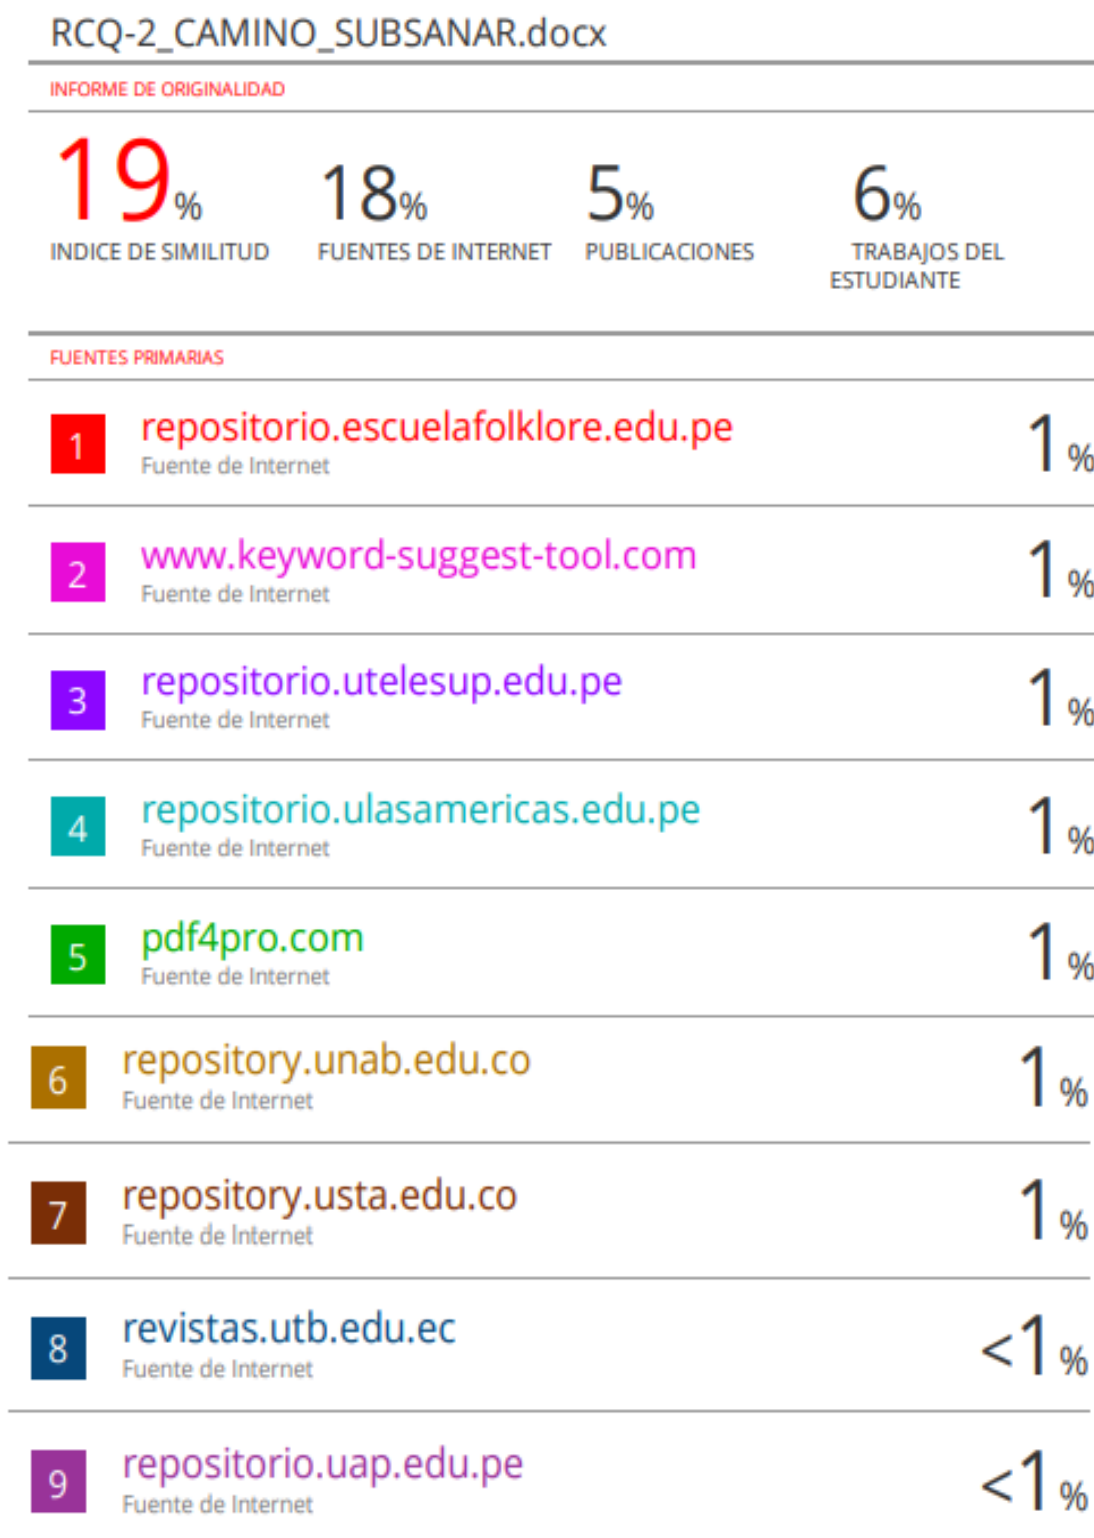 RCQ-2_CAMINO_SUBSANAR.docx
INFORME DE ORIGINALIDAD
19% 18% 5% 6%
INDICE DE SIMILITUD FUENTES DE INTERNET PUBLICACIONES TRABAJOS DEL
ESTUDIANTE
FUENTES PRIMARIAS
1 repositorio.escuelafolklore.edu.pe 1%
Fuente de Internet
2 www.keyword-suggest-tool.com 1%
Fuente de Internet
3 repositorio.utelesup.edu.pe 1%
Fuente de Internet
4 repositorio.ulasamericas.edu.pe 1%
Fuente de Internet
5 pdf4pro.com 1%
Fuente de Internet
6 repository.unab.edu.co 1%
Fuente de Internet
7 repository.usta.edu.co 1%
Fuente de Internet
8 revistas.utb.edu.ec <1%
Fuente de Internet
9 repositorio.uap.edu.pe <1%
Fuente de Internet